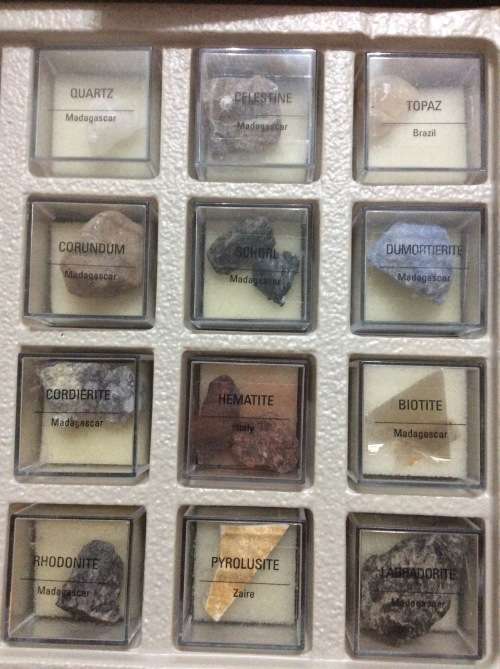 QUARTZ
Madagascar
CELESTINE
Madagascar
TOPAZ
Brazil
CORUNDUM
Madagascar
SCHORL
Madagascar
DUMORTIERITE
Madagascar
CORDIERITE
Madagascar
HEMATITE
Italy
BIOTITE
Madagascar
RHODONITE
Madagascar
PYROLUSITE
Zaire
LABRADORITE
Madagascar